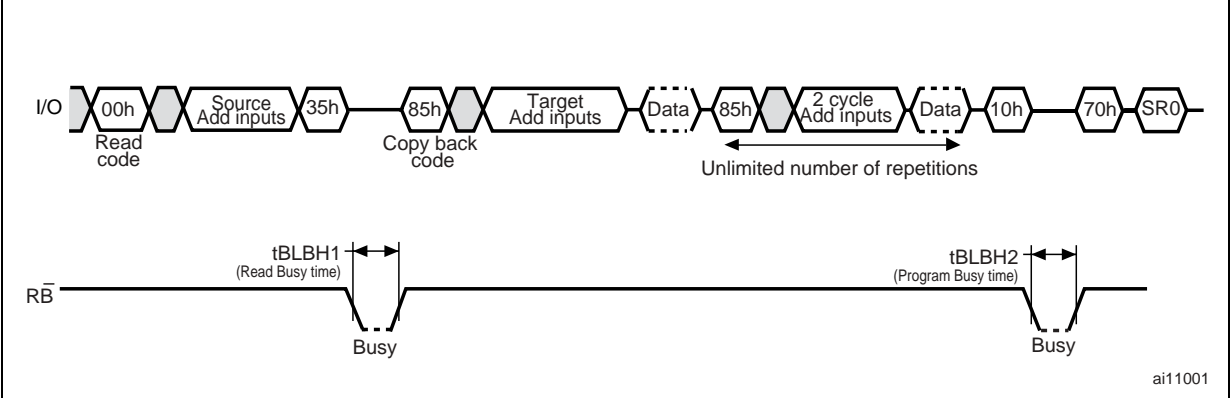 I/O 00h Source Add inputs 35h 85h Target Add inputs Data 85h 2 cycle Add inputs Data 10h 70h SR0
Read code
Copy back code
Unlimited number of repetitions
tBLBH1
(Read Busy time)
tBLBH2
(Program Busy time)
RB̅
Busy
Busy
ai11001